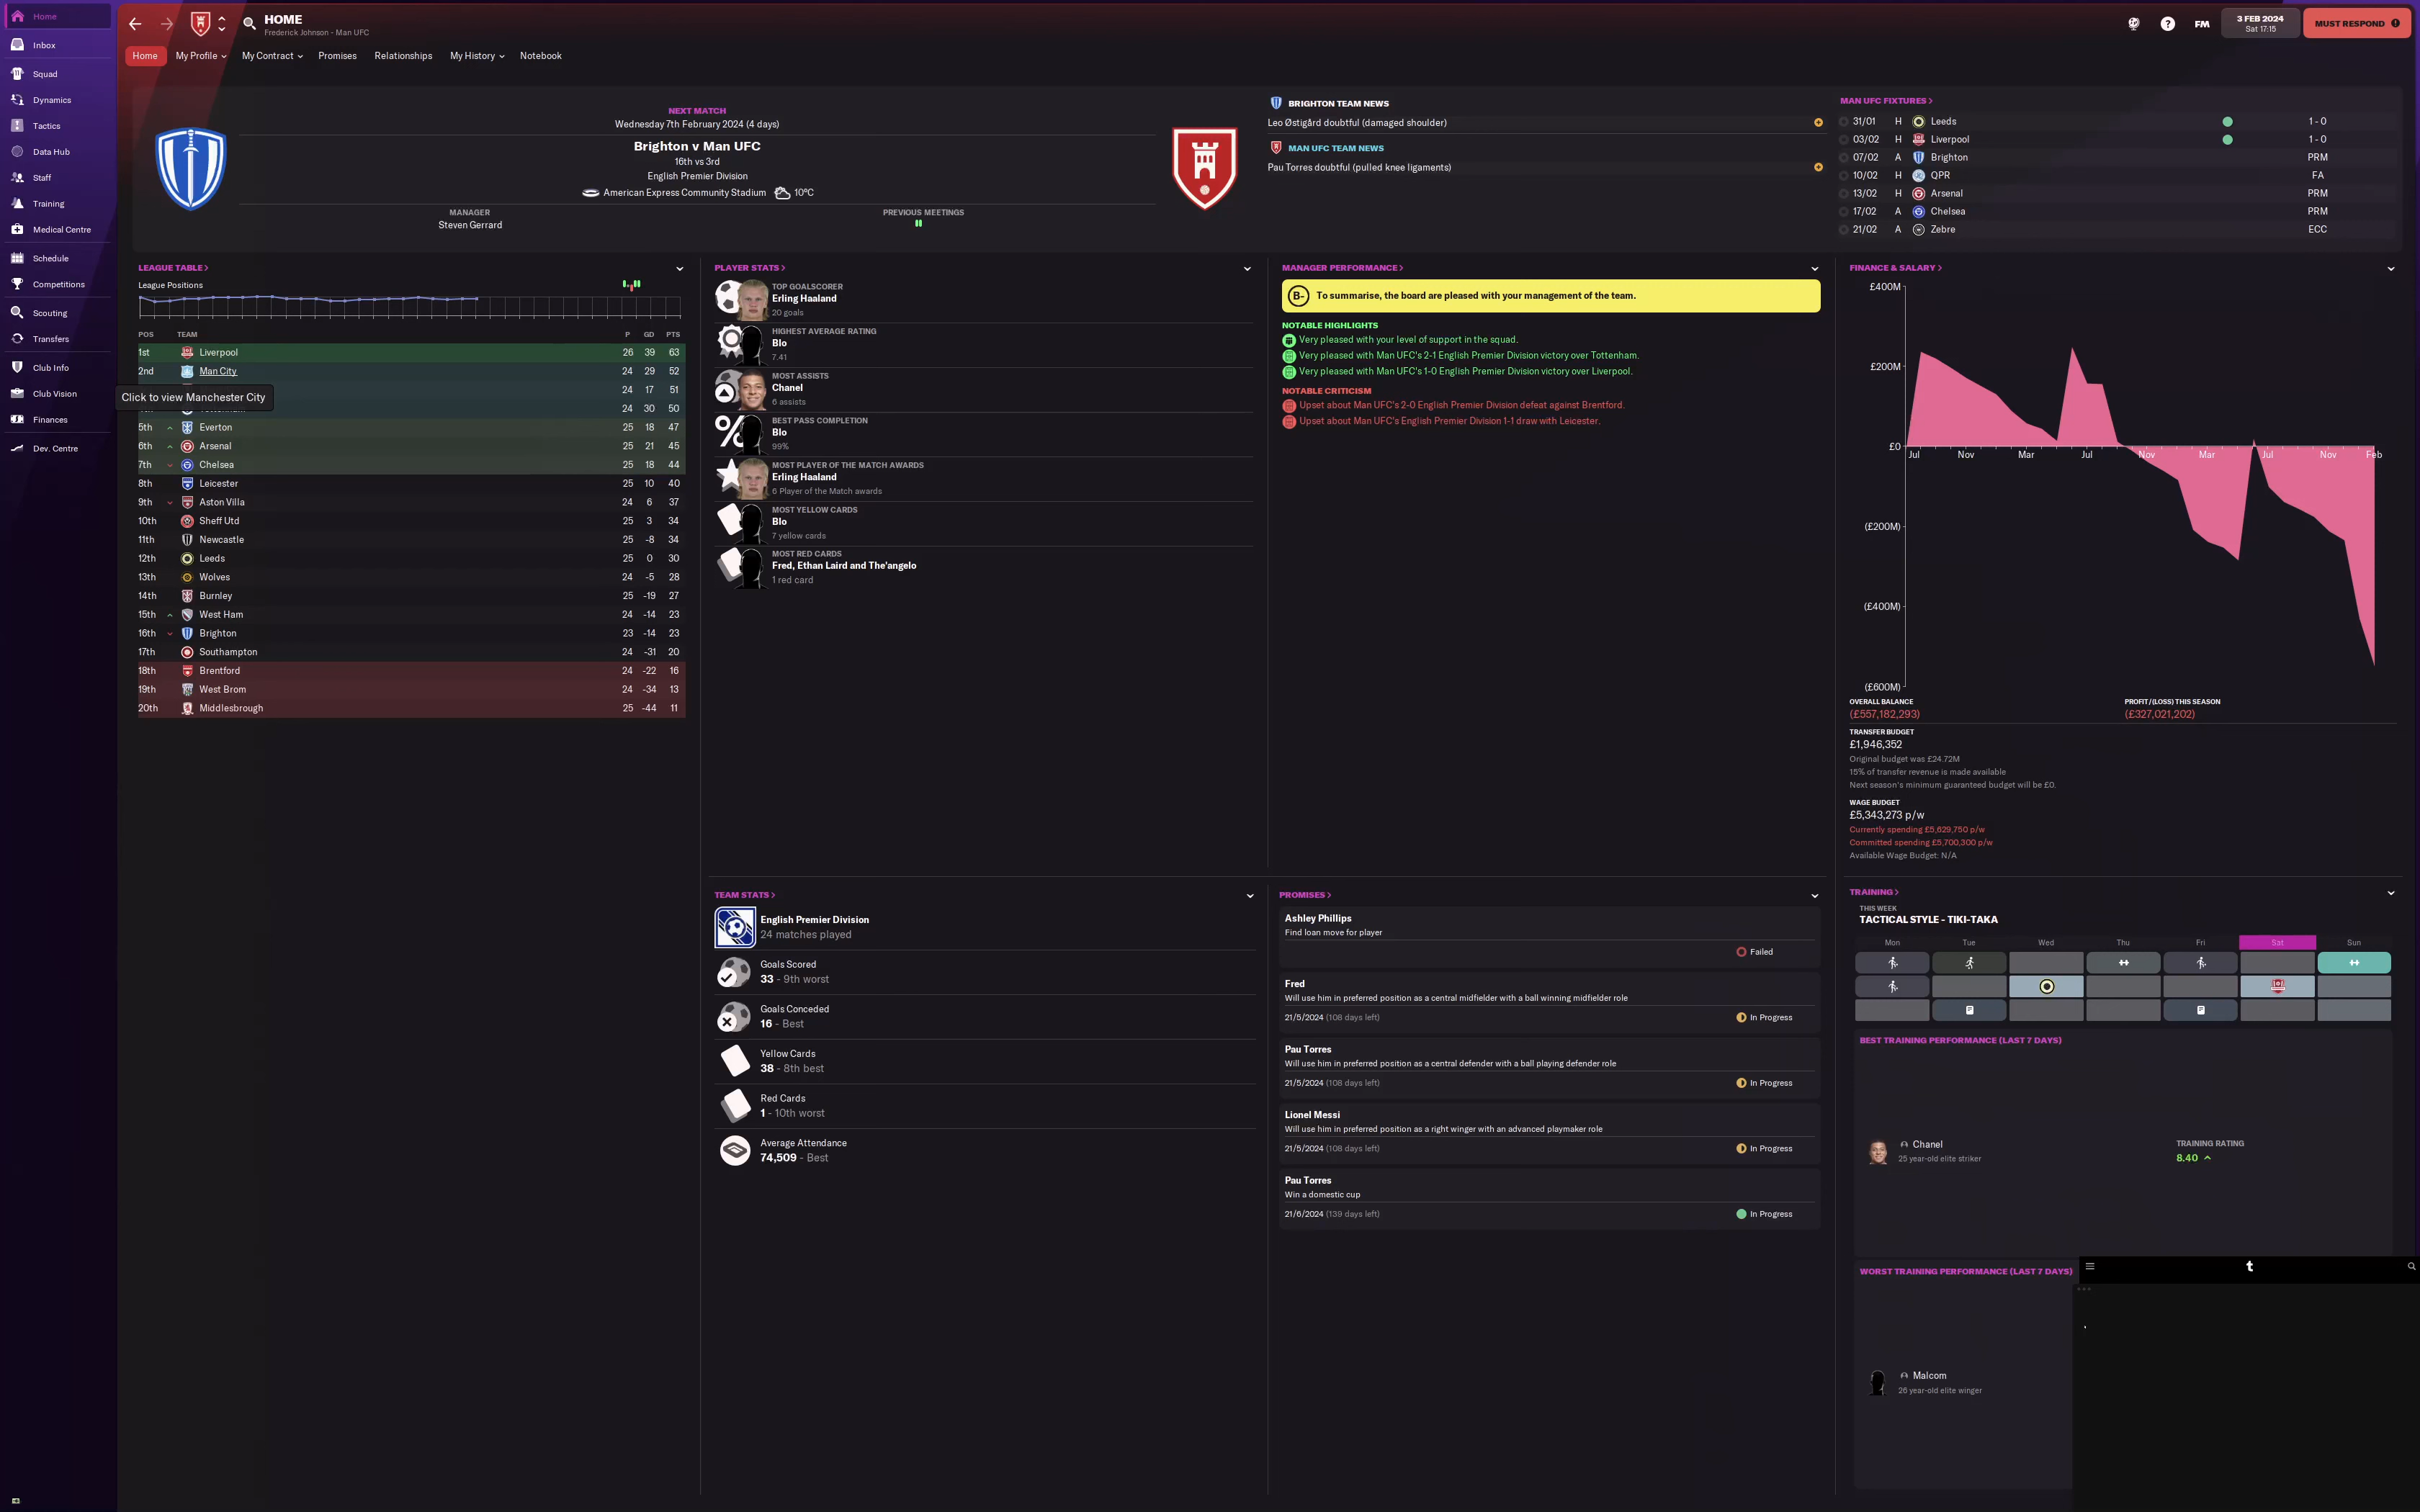 Home
Inbox
Squad
Dynamics
Tactics
Data Hub
Staff
Training
Medical Centre
Schedule
Competitions
Scouting
Transfers
Club Info
Club Vision
Finances
Dev. Centre
HOME
Frederick Johnson - Man UFC
FM
3 FEB 2024
Sat 17:15
MUST RESPOND
Home My Profile My Contract Promises Relationships My History Notebook
NEXT MATCH
Wednesday 7th February 2024 (4 days)
Brighton v Man UFC
16th vs 3rd
English Premier Division
American Express Community Stadium 10°C
MANAGER
Steven Gerrard
PREVIOUS MEETINGS
BRIGHTON TEAM NEWS
Leo Østigård doubtful (damaged shoulder)
MAN UFC TEAM NEWS
Pau Torres doubtful (pulled knee ligaments)
MAN UFC FIXTURES >
31/01 H Leeds 1 - 0
03/02 H Liverpool 1 - 0
07/02 A Brighton PRM
10/02 H QPR FA
13/02 H Arsenal PRM
17/02 A Chelsea PRM
21/02 A Zebre ECC
LEAGUE TABLE >
League Positions
POS TEAM P GD PTS
1st Liverpool 26 39 63
2nd Man City 24 29 52
24 17 51
24 30 50
Click to view Manchester City
5th Everton 25 18 47
6th Arsenal 25 21 45
7th Chelsea 25 18 44
8th Leicester 25 10 40
9th Aston Villa 24 6 37
10th Sheff Utd 25 3 34
11th Newcastle 25 -8 34
12th Leeds 25 0 30
13th Wolves 24 -5 28
14th Burnley 25 -19 27
15th West Ham 24 -14 23
16th Brighton 23 -14 23
17th Southampton 24 -31 20
18th Brentford 24 -22 16
19th West Brom 24 -34 13
20th Middlesbrough 25 -44 11
PLAYER STATS >
TOP GOALSCORER
Erling Haaland
20 goals
HIGHEST AVERAGE RATING
Blo
7.41
MOST ASSISTS
Chanel
6 assists
BEST PASS COMPLETION
Blo
99%
MOST PLAYER OF THE MATCH AWARDS
Erling Haaland
6 Player of the Match awards
MOST YELLOW CARDS
Blo
7 yellow cards
MOST RED CARDS
Fred, Ethan Laird and The'angelo
1 red card
MANAGER PERFORMANCE >
B- To summarise, the board are pleased with your management of the team.
NOTABLE HIGHLIGHTS
Very pleased with your level of support in the squad.
Very pleased with Man UFC's 2-1 English Premier Division victory over Tottenham.
Very pleased with Man UFC's 1-0 English Premier Division victory over Liverpool.
NOTABLE CRITICISM
Upset about Man UFC's 2-0 English Premier Division defeat against Brentford.
Upset about Man UFC's English Premier Division 1-1 draw with Leicester.
FINANCE & SALARY >
£400M
£200M
£0
Jul Nov Mar Jul Nov Mar Jul Nov Feb
(£200M)
(£400M)
(£600M)
OVERALL BALANCE
(£557,182,293)
PROFIT/(LOSS) THIS SEASON
(£327,021,202)
TRANSFER BUDGET
£1,946,352
Original budget was £24.72M
15% of transfer revenue is made available
Next season's minimum guaranteed budget will be £0.
WAGE BUDGET
£5,343,273 p/w
Currently spending £5,629,750 p/w
Committed spending £5,700,300 p/w
Available Wage Budget: N/A
TEAM STATS >
English Premier Division
24 matches played
Goals Scored
33 - 9th worst
Goals Conceded
16 - Best
Yellow Cards
38 - 8th best
Red Cards
1 - 10th worst
Average Attendance
74,509 - Best
PROMISES >
Ashley Phillips
Find loan move for player
Failed
Fred
Will use him in preferred position as a central midfielder with a ball winning midfielder role
21/5/2024 (108 days left) In Progress
Pau Torres
Will use him in preferred position as a central defender with a ball playing defender role
21/5/2024 (108 days left) In Progress
Lionel Messi
Will use him in preferred position as a right winger with an advanced playmaker role
21/5/2024 (108 days left) In Progress
Pau Torres
Win a domestic cup
21/6/2024 (139 days left) In Progress
TRAINING >
THIS WEEK
TACTICAL STYLE - TIKI-TAKA
Mon Tue Wed Thu Fri Sat Sun
BEST TRAINING PERFORMANCE (LAST 7 DAYS)
Chanel
25 year-old elite striker
TRAINING RATING
8.40
WORST TRAINING PERFORMANCE (LAST 7 DAYS)
t
Malcom
26 year-old elite winger